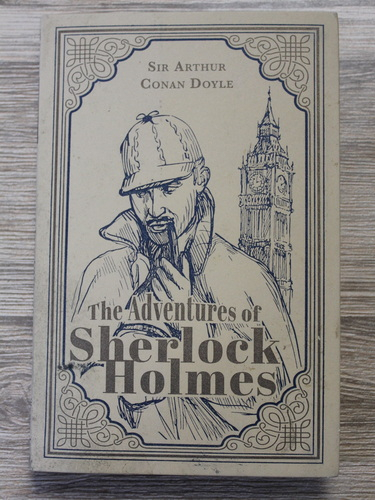 Sir Arthur
Conan Doyle
The Adventures of
Sherlock
Holmes